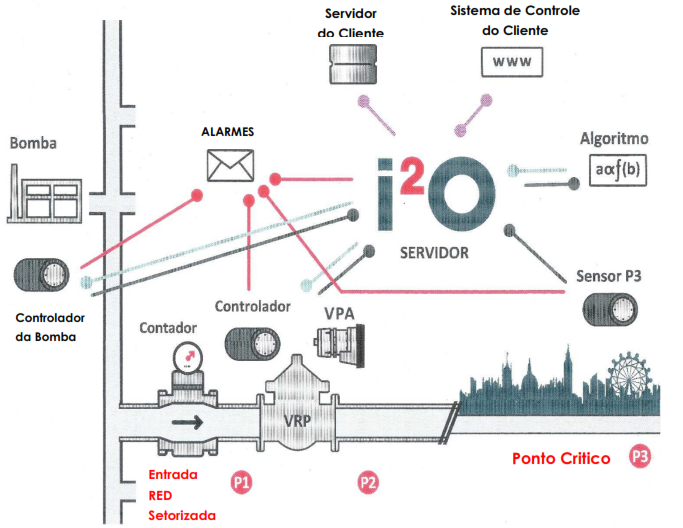 Servidor
do Cliente
Sistema de Controle
do Cliente
www
ALARMES
Bomba
Algoritmo
aαƒ(b)
i2O
SERVIDOR
Sensor P3
Controlador
da Bomba
Controlador
VPA
Contador
VRP
Ponto Critico
P3
Entrada
RED
Setorizada
P1
P2